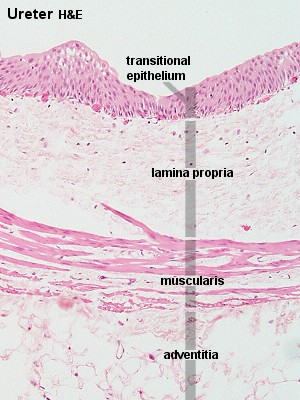 Ureter H&E
transitional
epithelium
lamina propria
muscularis
adventitia